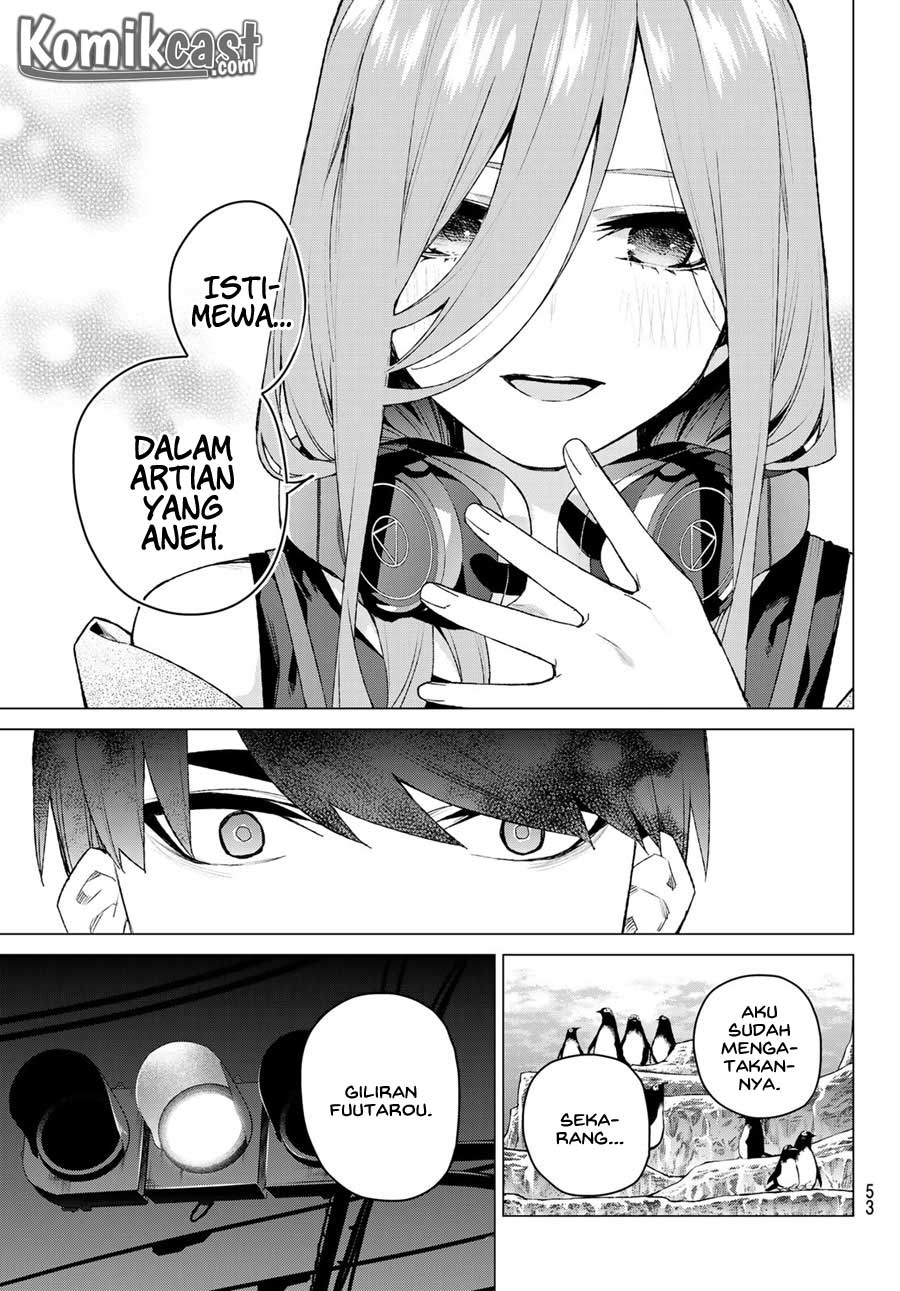 Komikcast
.com
ISTI-
MEWA...
DALAM
ARTIAN
YANG
ANEH.
AKU
SUDAH
MENGA-
TAKAN-
NYA.
SEKA-
RANG...
GILIRAN
FUUTAROU.
53